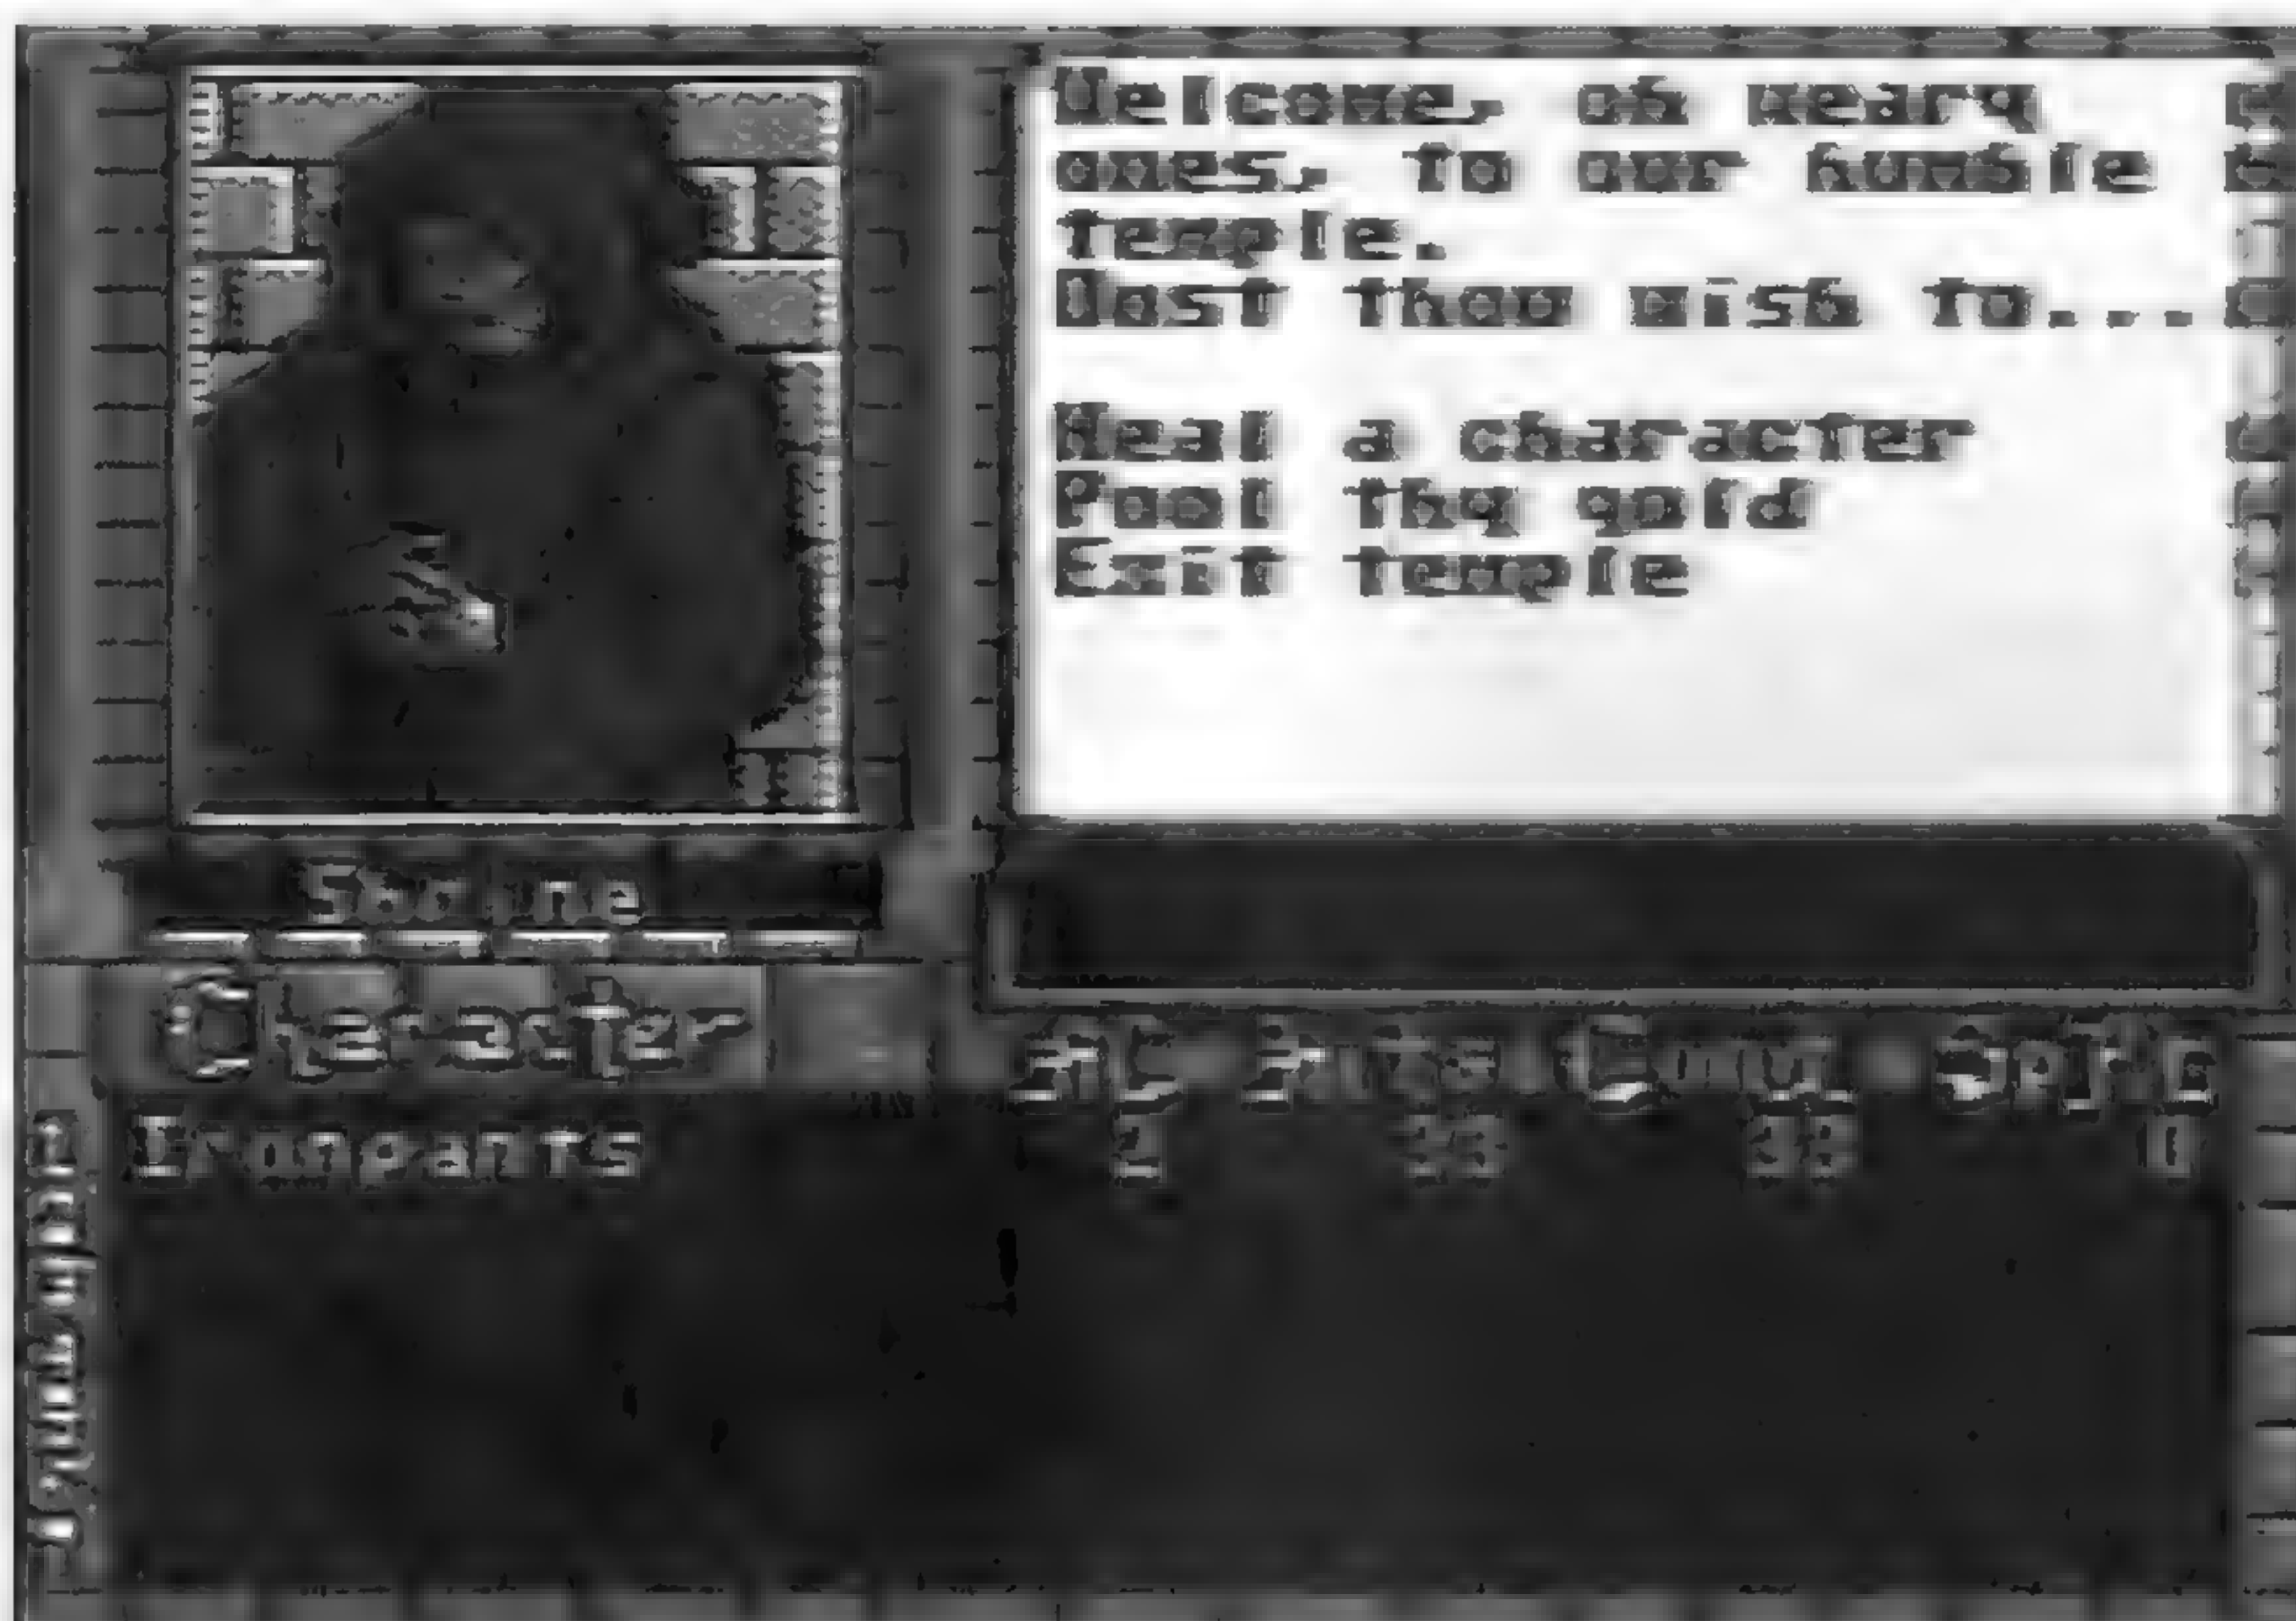 Welcome, oh weary
ones, to our humble
temple.
Dost thou wish to...
Heal a character
Pool thy gold
Exit temple
Character
AC
2